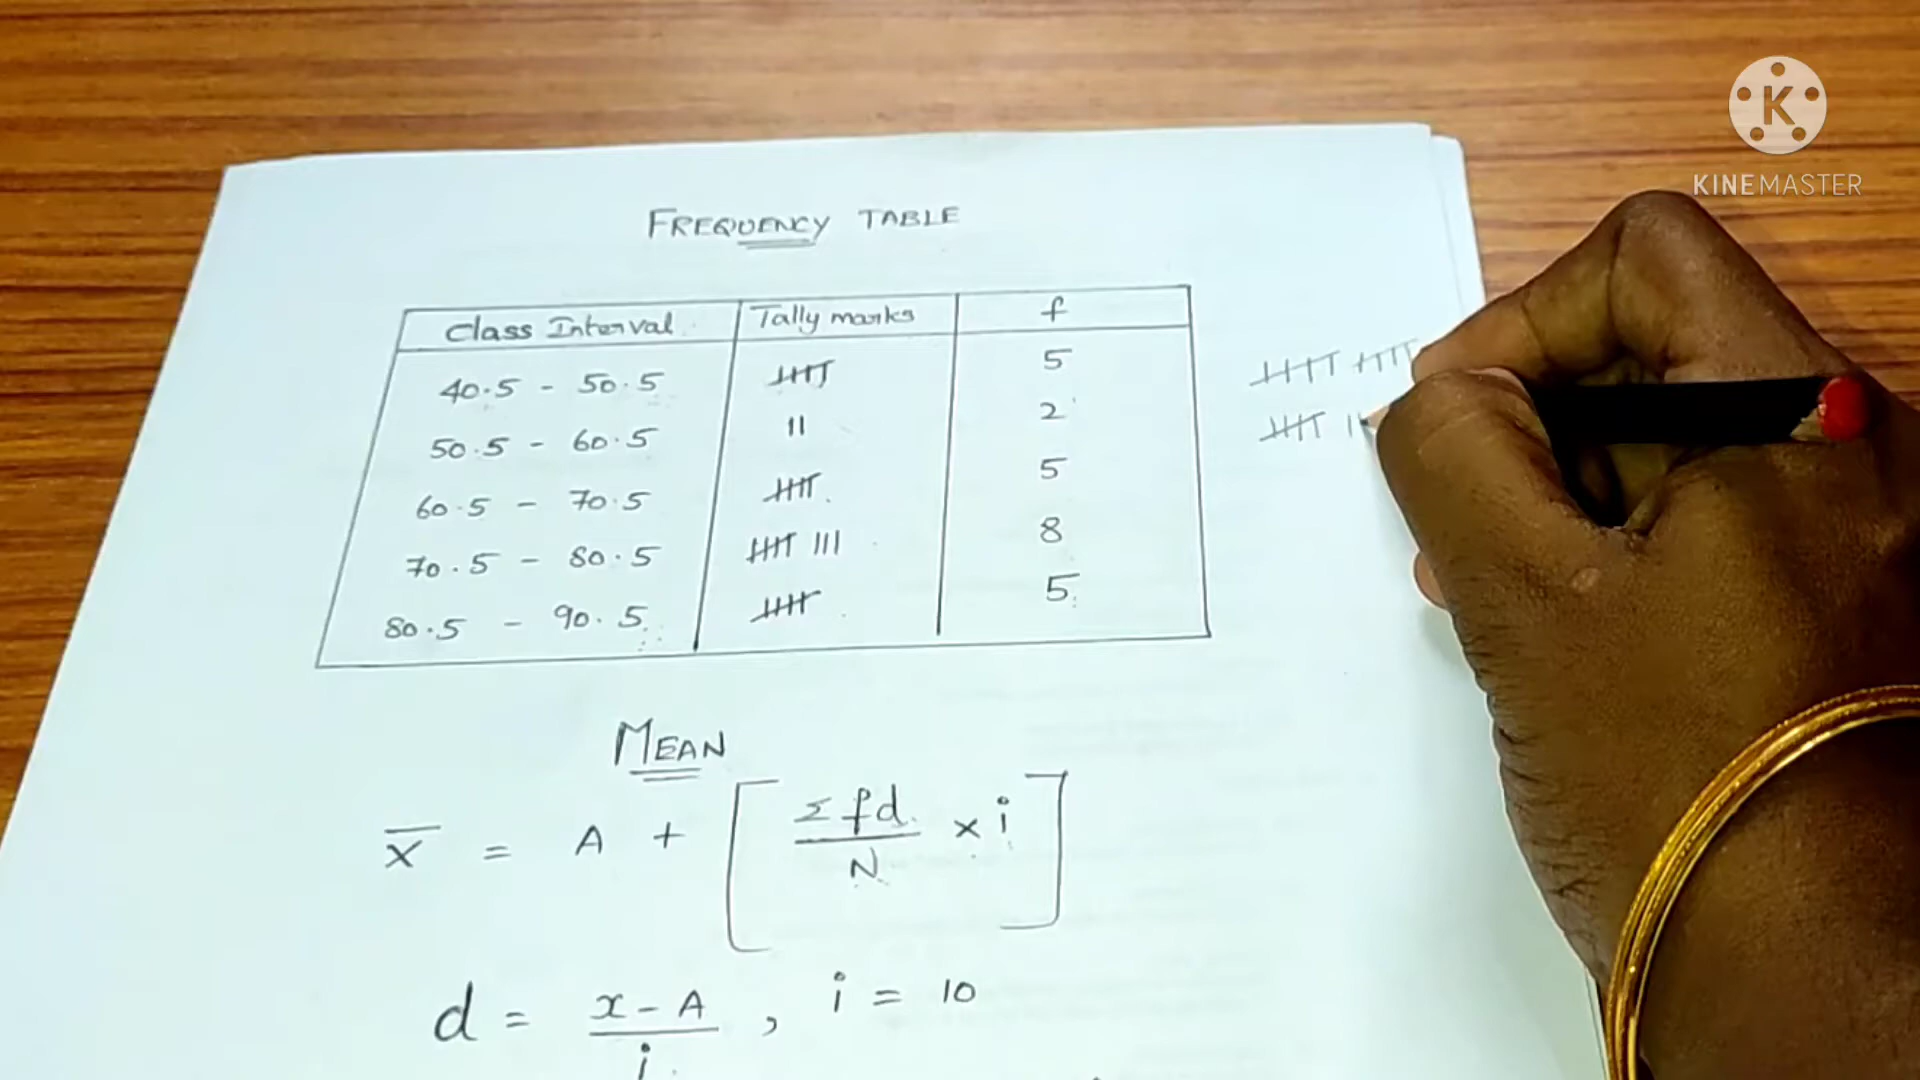 K
KINEMASTER
FREQUENCY TABLE
Class Interval Tally marks f
40.5 - 50.5 5
50.5 - 60.5 || 2
60.5 - 70.5 5
70.5 - 80.5 ||| 8
80.5 - 90.5 5
MEAN
x̄ = A + [ Σfd / N × i ]
d = x - A / i , i = 10